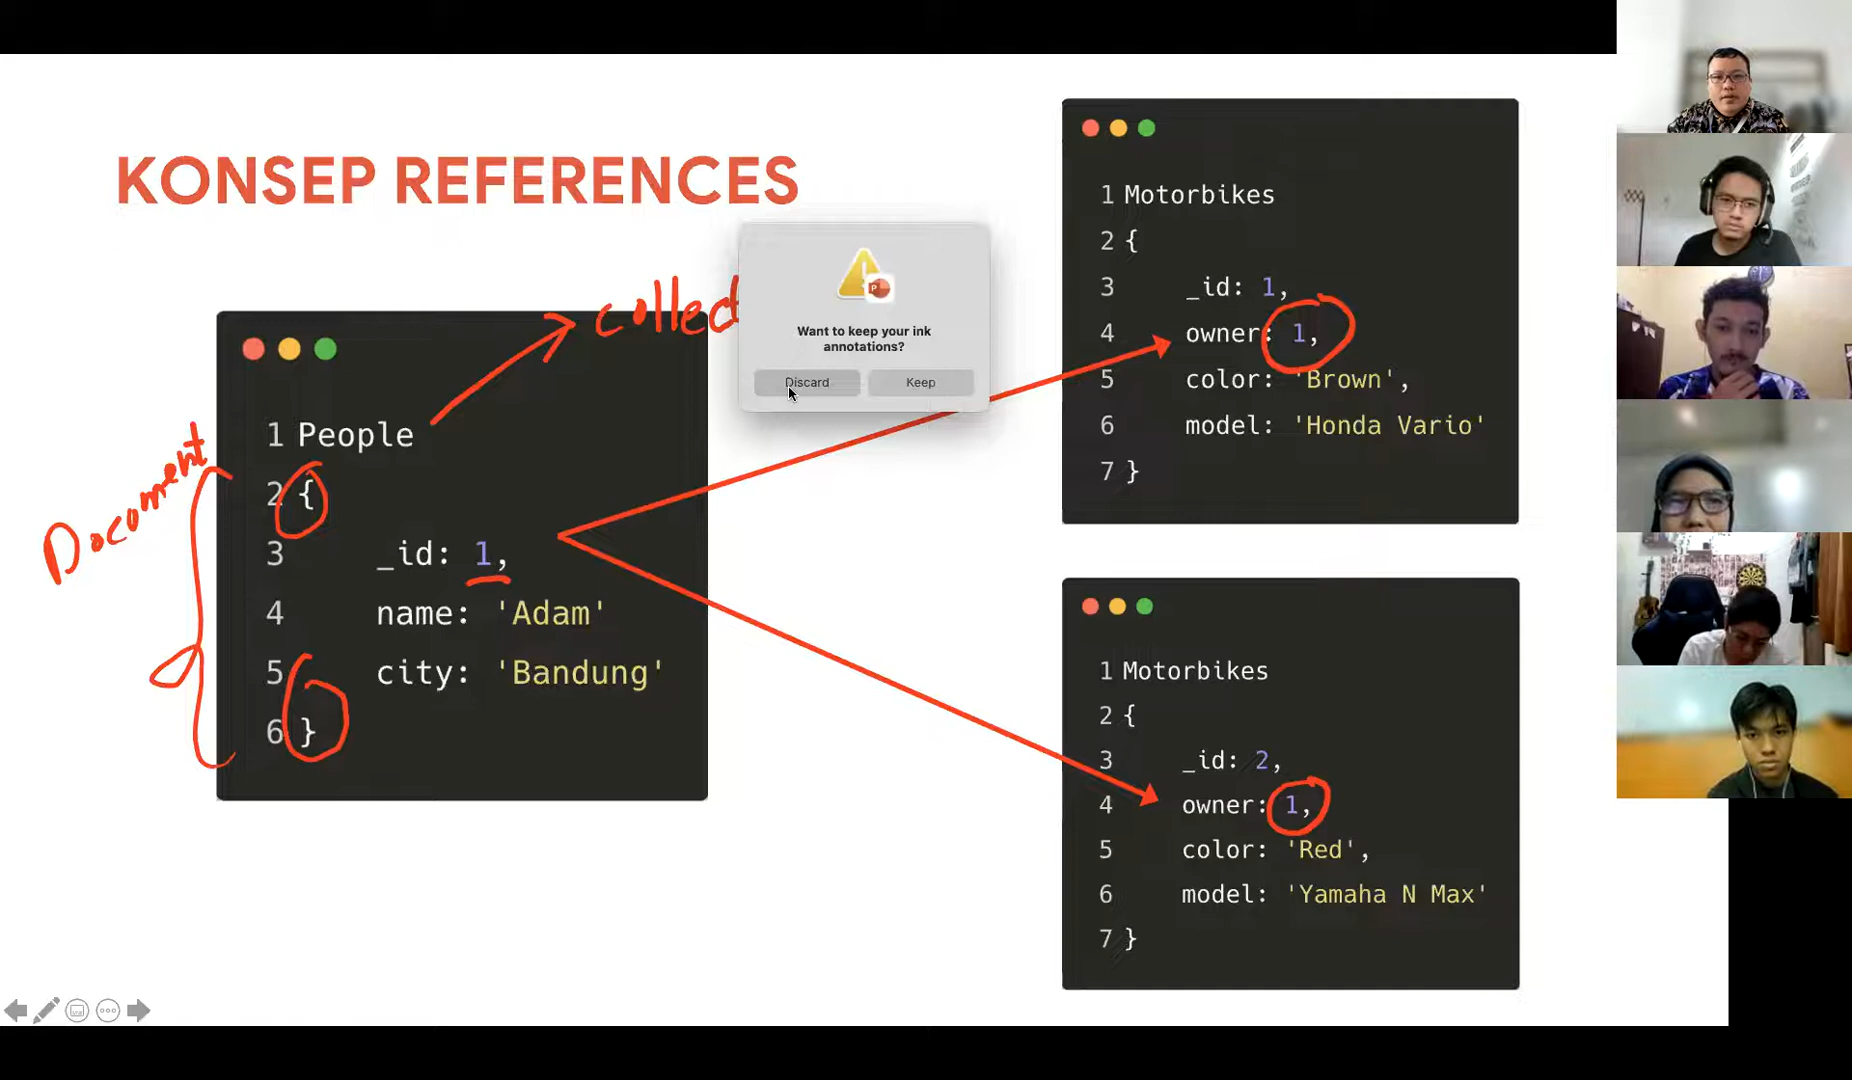 KONSEP REFERENCES
collect
Document
1 People
2 {
3 _id: 1,
4 name: 'Adam'
5 city: 'Bandung'
6 }
Want to keep your ink
annotations?
Discard
Keep
1 Motorbikes
2 {
3 _id: 1,
4 owner: 1,
5 color: 'Brown',
6 model: 'Honda Vario'
7 }
1 Motorbikes
2 {
3 _id: 2,
4 owner: 1,
5 color: 'Red',
6 model: 'Yamaha N Max'
7 }